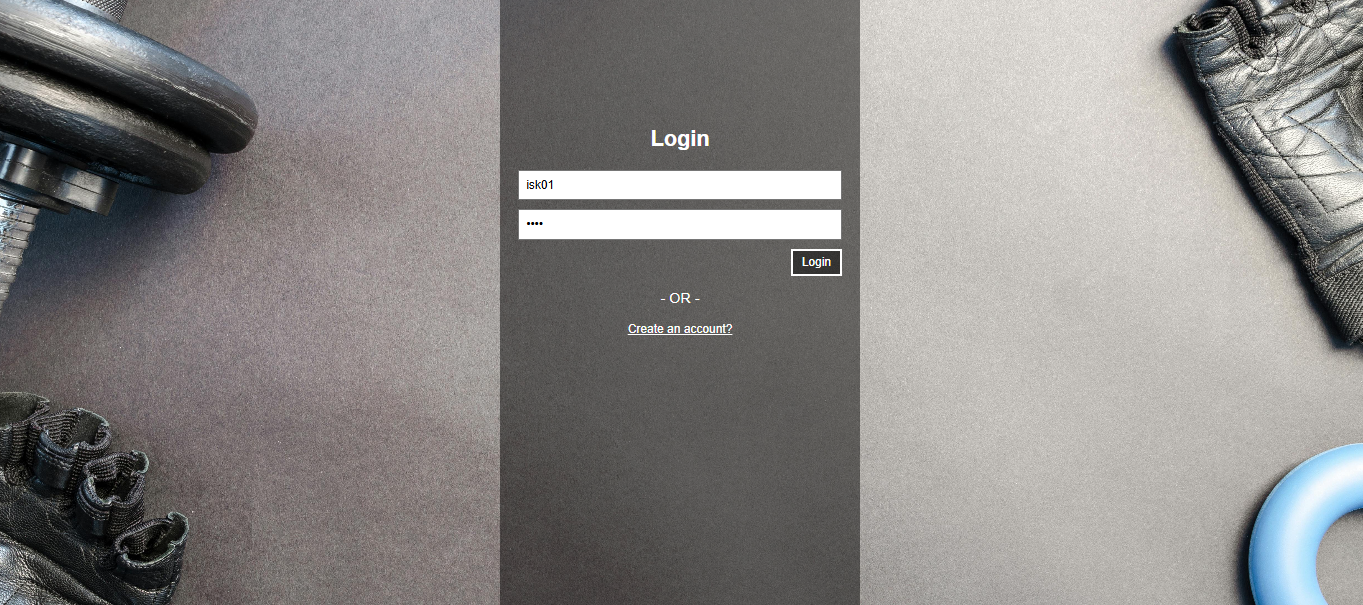 Login
isk01
••••
Login
- OR -
Create an account?